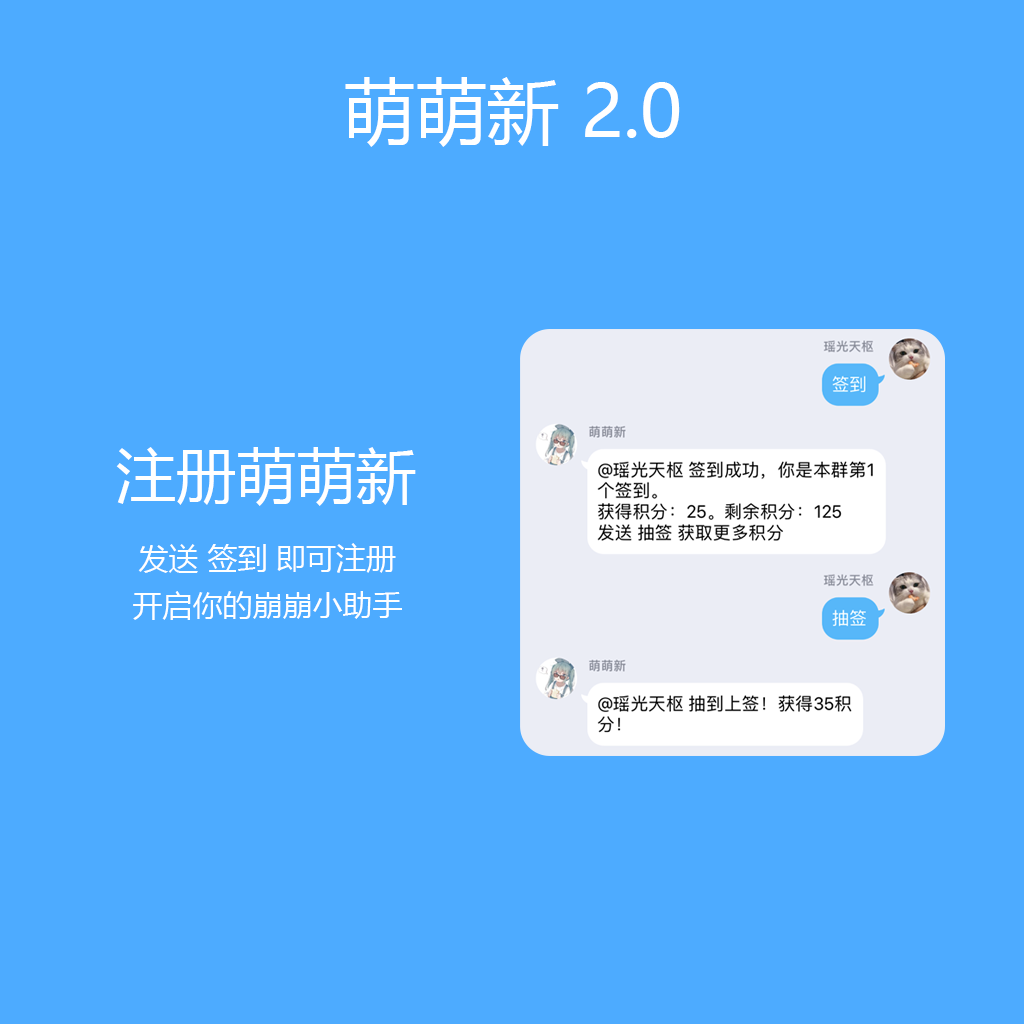 萌萌新 2.0
注册萌萌新
发送 签到 即可注册
开启你的崩崩小助手
瑶光天枢
签到
萌萌新
@瑶光天枢 签到成功，你是本群第1
个签到。
获得积分：25。剩余积分：125
发送 抽签 获取更多积分
瑶光天枢
抽签
萌萌新
@瑶光天枢 抽到上签！获得35积
分！